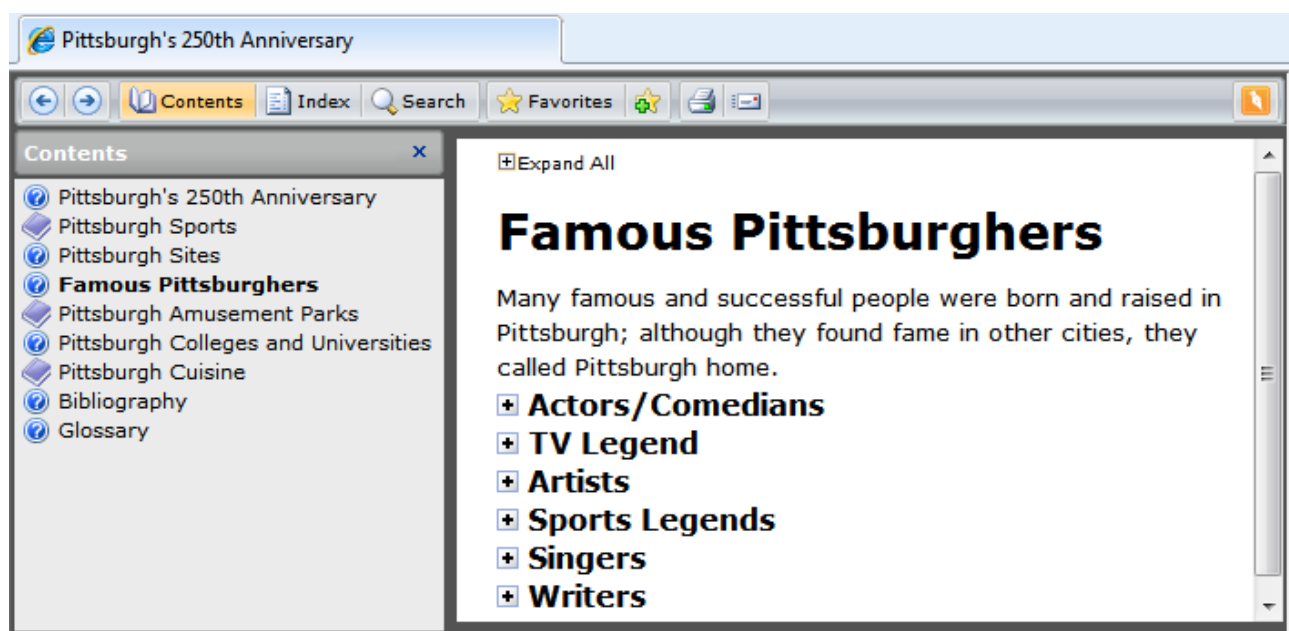 Pittsburgh's 250th Anniversary
Contents Index Search Favorites
Contents
Pittsburgh's 250th Anniversary
Pittsburgh Sports
Pittsburgh Sites
Famous Pittsburghers
Pittsburgh Amusement Parks
Pittsburgh Colleges and Universities
Pittsburgh Cuisine
Bibliography
Glossary
Expand All
Famous Pittsburghers
Many famous and successful people were born and raised in
Pittsburgh; although they found fame in other cities, they
called Pittsburgh home.
Actors/Comedians
TV Legend
Artists
Sports Legends
Singers
Writers